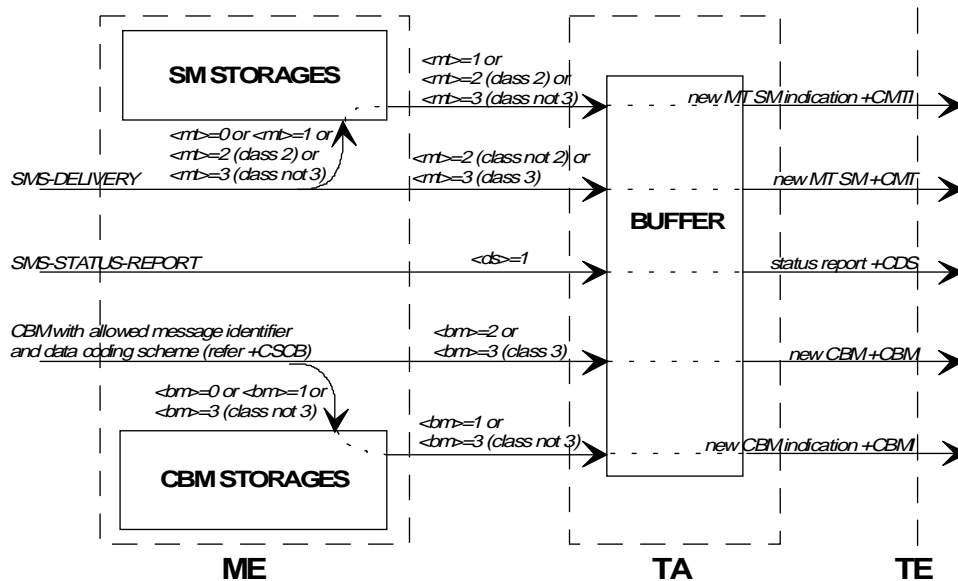 SM STORAGES
<mt>=1 or
<mt>=2 (class 2) or
<mt>=3 (class not 3)
new MT SM indication +CMTI
<mt>=0 or <mt>=1 or
<mt>=2 (class 2) or
<mt>=3 (class not 3)
SMS-DELIVERY
<mt>=2 (class not 2) or
<mt>=3 (class 3)
new MT SM +CMT
BUFFER
SMS-STATUS-REPORT
<ds>=1
status report +CDS
CBM with allowed message identifier
and data coding scheme (refer +CSCB)
<bm>=2 or
<bm>=3 (class 3)
new CBM +CBM
<bm>=0 or <bm>=1 or
<bm>=3 (class not 3)
<bm>=1 or
<bm>=3 (class not 3)
new CBM indication +CBMI
CBM STORAGES
ME
TA
TE